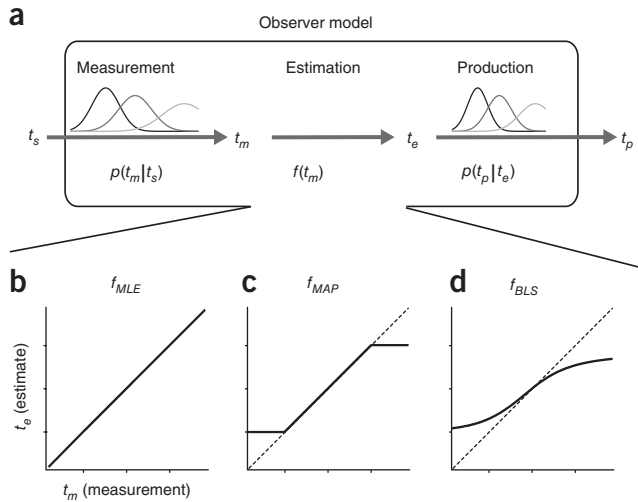 a
Observer model
Measurement Estimation Production
t_s t_m t_e t_p
p(t_m|t_s) f(t_m) p(t_p|t_e)
b f_MLE c f_MAP d f_BLS
t_e (estimate)
t_m (measurement)